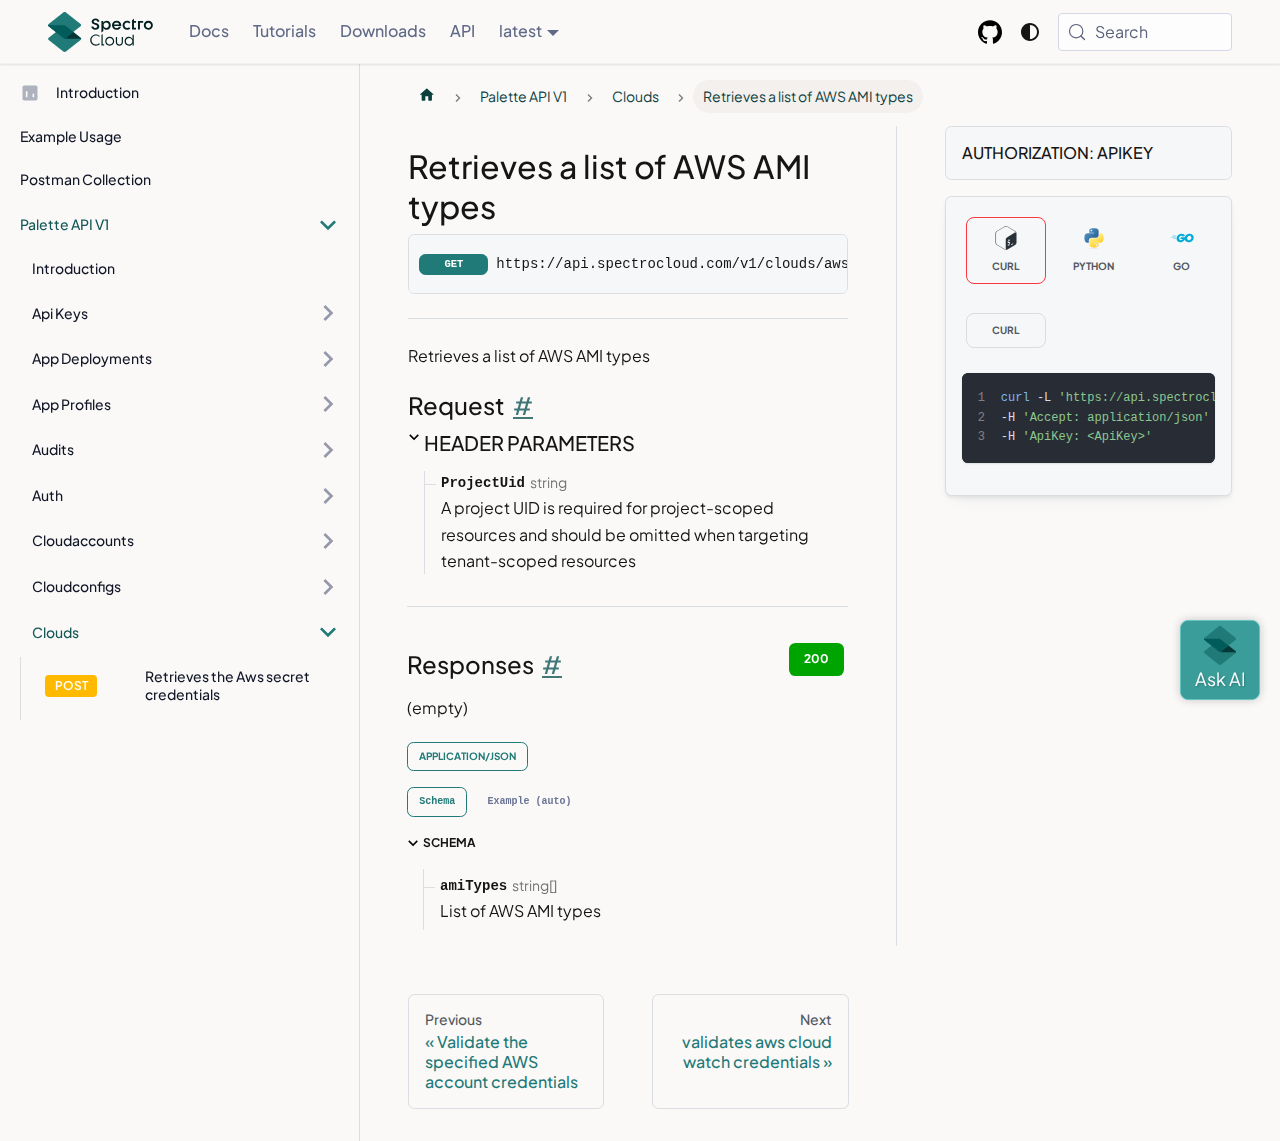 Spectro
Cloud
Docs
Tutorials
Downloads
API
latest
Search
Introduction
Example Usage
Postman Collection
Palette API V1
Introduction
Api Keys
App Deployments
App Profiles
Audits
Auth
Cloudaccounts
Cloudconfigs
Clouds
POST
Retrieves the Aws secret
credentials
Palette API V1
Clouds
Retrieves a list of AWS AMI types
Retrieves a list of AWS AMI
types
GET https://api.spectrocloud.com/v1/clouds/aws
Retrieves a list of AWS AMI types
Request #
HEADER PARAMETERS
ProjectUid string
A project UID is required for project-scoped
resources and should be omitted when targeting
tenant-scoped resources
Responses #
200
(empty)
APPLICATION/JSON
Schema
Example (auto)
SCHEMA
amiTypes string[]
List of AWS AMI types
Previous
« Validate the
specified AWS
account credentials
Next
validates aws cloud
watch credentials »
AUTHORIZATION: APIKEY
CURL
PYTHON
GO
CURL
1 curl -L 'https://api.spectrocl
2 -H 'Accept: application/json'
3 -H 'ApiKey: <ApiKey>'
Ask AI